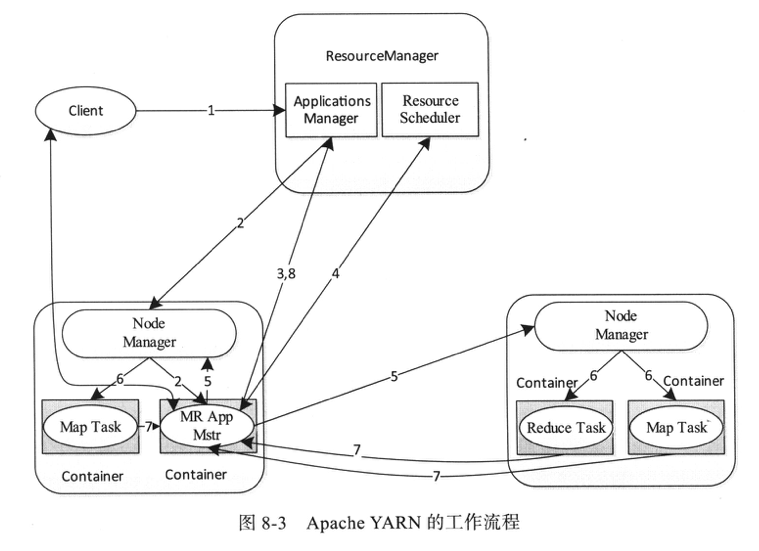 ResourceManager
Client
1
Applications
Manager
Resource
Scheduler
2
3,8
4
Node
Manager
6
2
5
Map Task
7
MR App
Mstr
Container
Container
5
Node
Manager
Container
6
6
Container
Reduce Task
Map Task
7
7
图 8-3 Apache YARN 的工作流程